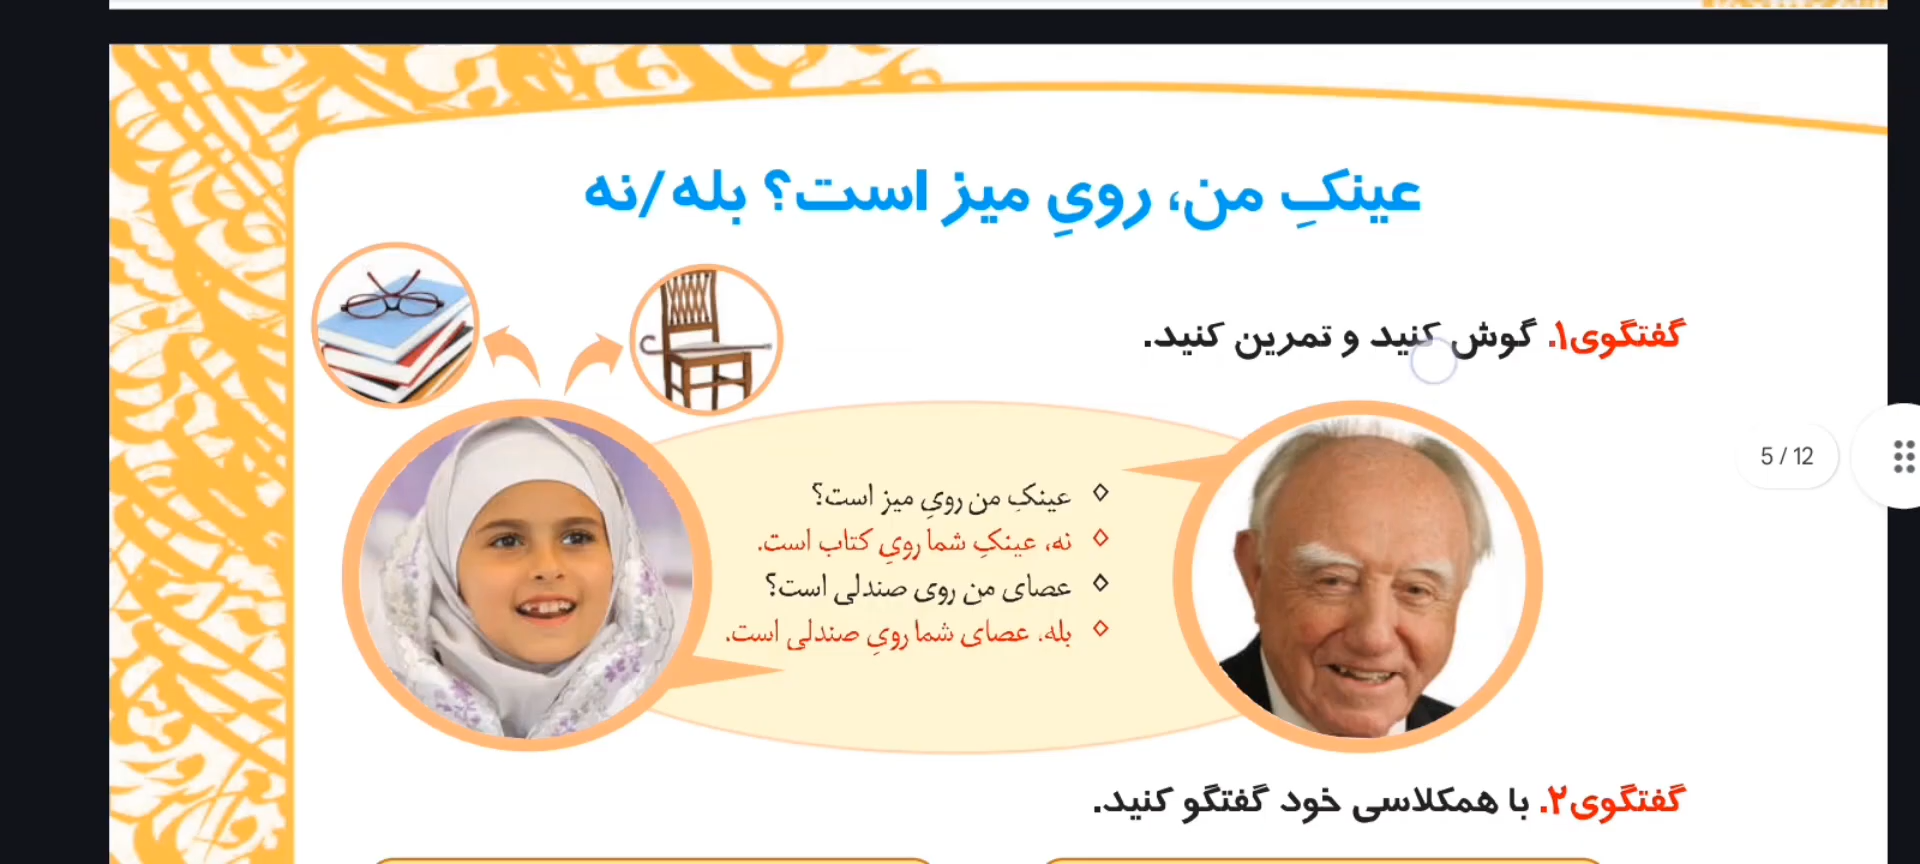 عینکِ من، رویِ میز است؟ بله/نه
گفتگوی۱. گوش کنید و تمرین کنید.
◊ عینکِ من رویِ میز است؟
◊ نه، عینکِ شما رویِ کتاب است.
◊ عصای من روی صندلی است؟
◊ بله، عصای شما رویِ صندلی است.
5 / 12
گفتگوی۲. با همکلاسی خود گفتگو کنید.